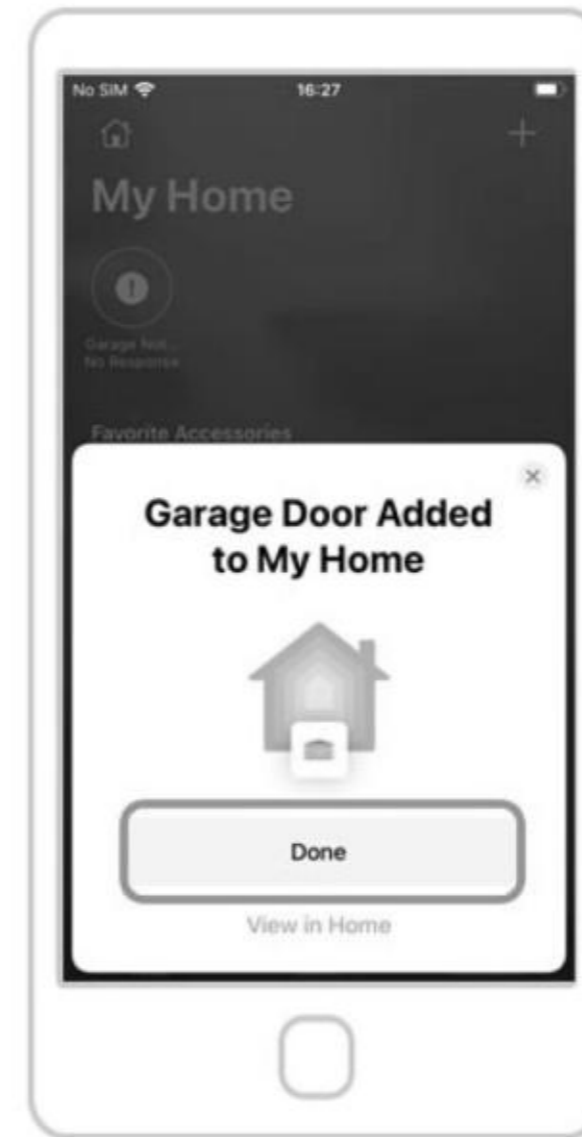 No SIM 16:27
My Home
Garage Not...
No Response
Favorite Accessories
Garage Door Added
to My Home
Done
View in Home